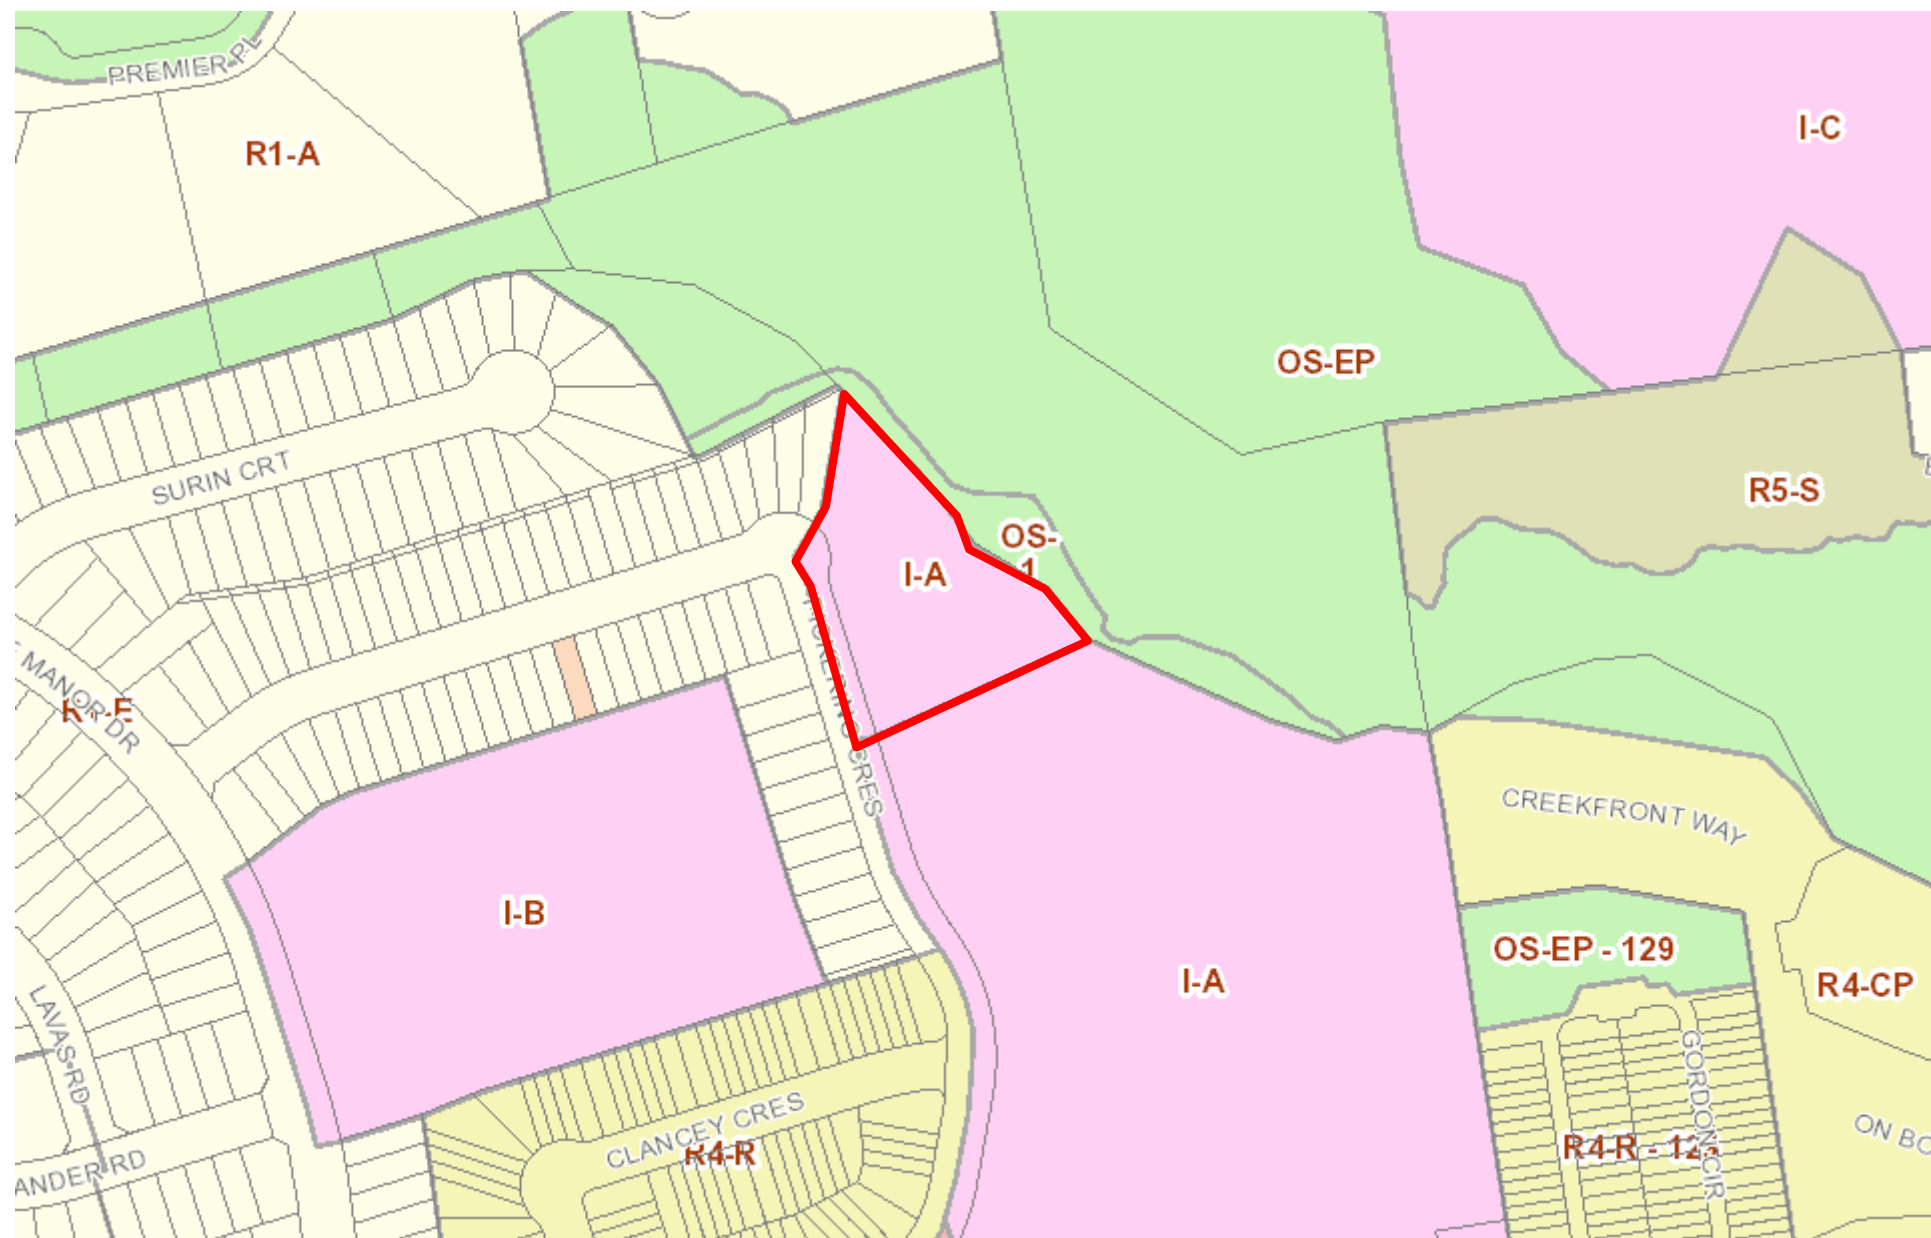 PREMIER PL
R1-A
I-C
OS-EP
SURIN CRT
R5-S
OS-
1
I-A
MANOR DR
PICKERING CRES
CREEKFRONT WAY
I-B
OS-EP - 129
I-A
R4-CP
LAVAS RD
GORDON CIR
CLANCEY CRES
R4-R
ON BO
ANDER RD